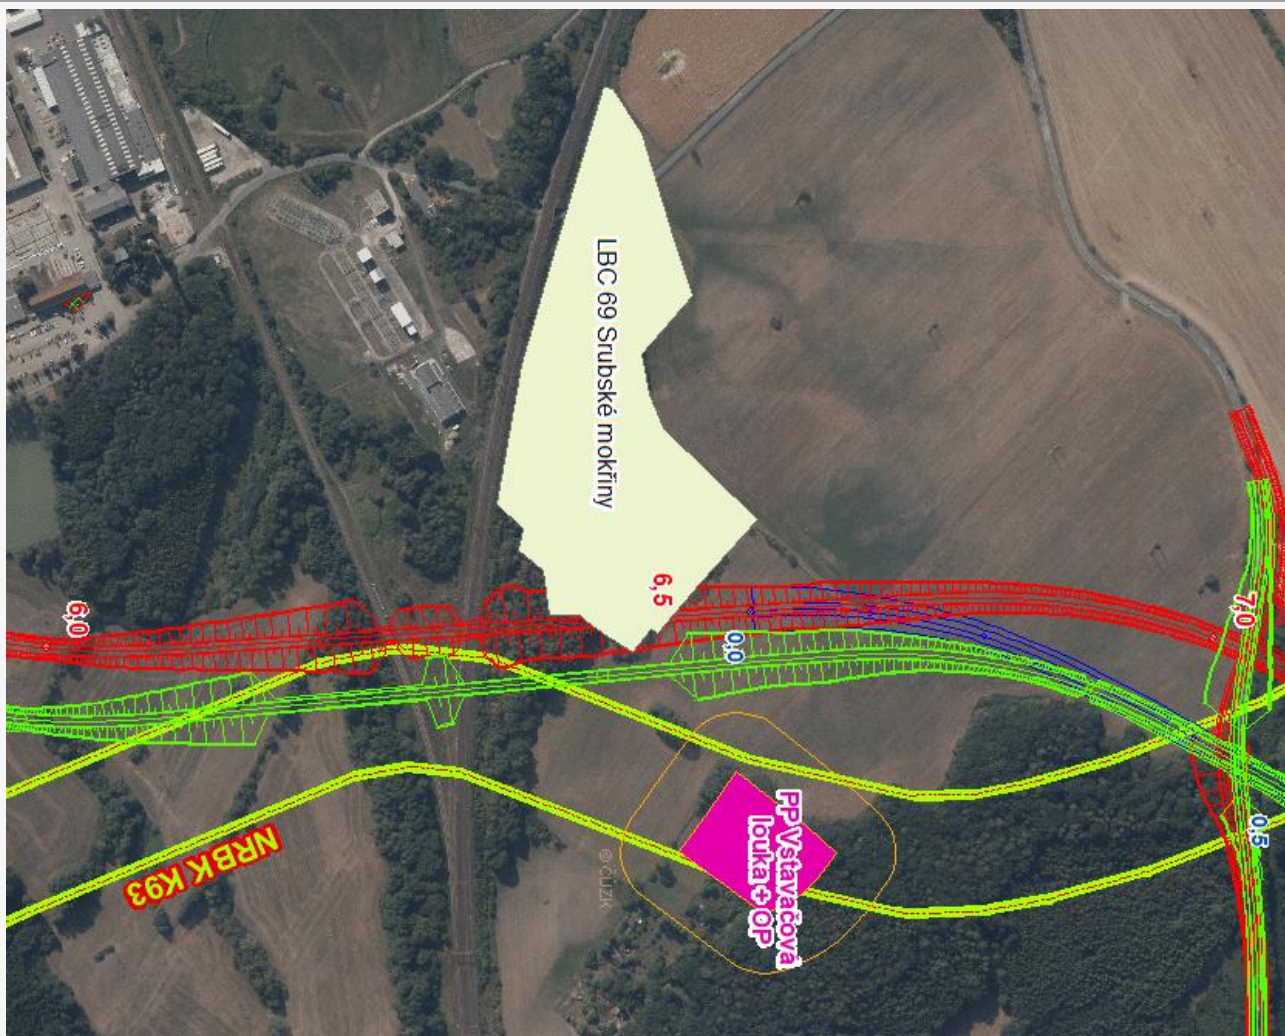 LBC 69 Srubské mokřiny
6,5
6,0
7,0
0,0
0,5
PP Vstavačová
louka + OP
NRBK K93
© ČÚZK